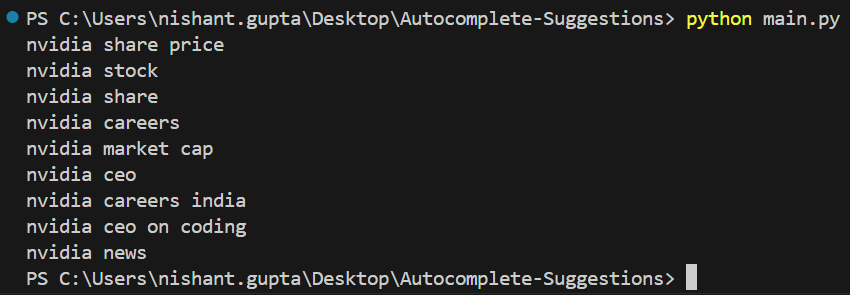 PS C:\Users\nishant.gupta\Desktop\Autocomplete-Suggestions> python main.py
nvidia share price
nvidia stock
nvidia share
nvidia careers
nvidia market cap
nvidia ceo
nvidia careers india
nvidia ceo on coding
nvidia news
PS C:\Users\nishant.gupta\Desktop\Autocomplete-Suggestions>